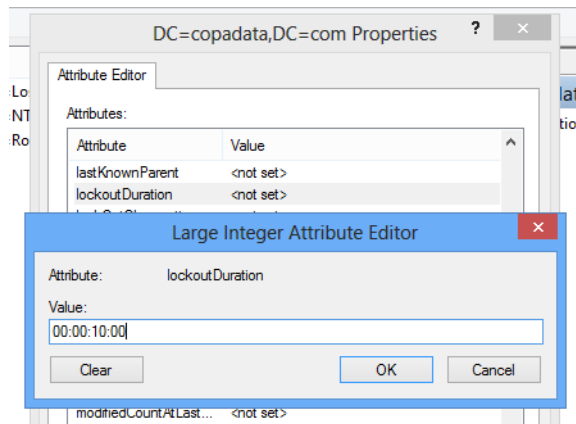 DC=copadata,DC=com Properties ?
Attribute Editor
Attributes:
Attribute Value
lastKnownParent <not set>
lockoutDuration <not set>
Large Integer Attribute Editor
Attribute: lockoutDuration
Value:
00:00:10:00
Clear OK Cancel
modifiedCountAtLast... <not set>